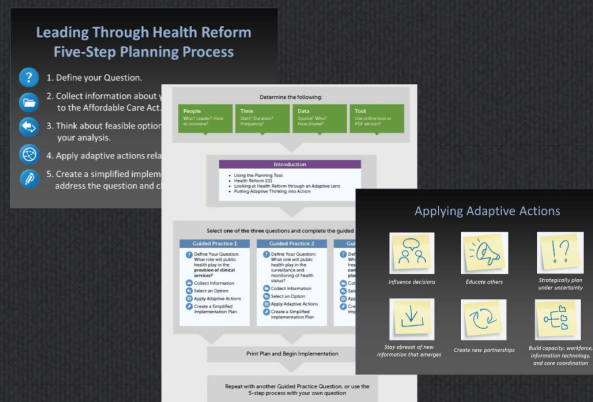 Leading Through Health Reform
Five-Step Planning Process
1. Define your Question.
2. Collect information about y
to the Affordable Care Act.
3. Think about feasible option
your analysis.
4. Apply adaptive actions rela
5. Create a simplified implem
address the question and c
Determine the following:
People
Who? Leader? How
to convene?
Time
Start? Duration?
Frequency?
Data
Source? Who?
How shared?
Tool
Use online tool or
PDF version?
Introduction
• Using the Planning Tool
• Health Reform 101
• Looking at Health Reform through an Adaptive Lens
• Putting Adaptive Thinking into Action
Select one of the three questions and complete the guided
Guided Practice 1
Define Your Question:
What role will public
health play in the
provision of clinical
services?
Collect Information
Select an Option
Apply Adaptive Actions
Create a Simplified
Implementation Plan
Guided Practice 2
Define Your Question:
What role will public
health play in the
surveillance and
monitoring of health
status?
Collect Information
Select an Option
Apply Adaptive Actions
Create a Simplified
Implementation Plan
Print Plan and Begin Implementation
Repeat with another Guided Practice Question, or use the
5-step process with your own question
Applying Adaptive Actions
Influence decisions
Educate others
Strategically plan
under uncertainty
Stay abreast of new
information that emerges
Create new partnerships
Build capacity: workforce,
information technology,
and care coordination